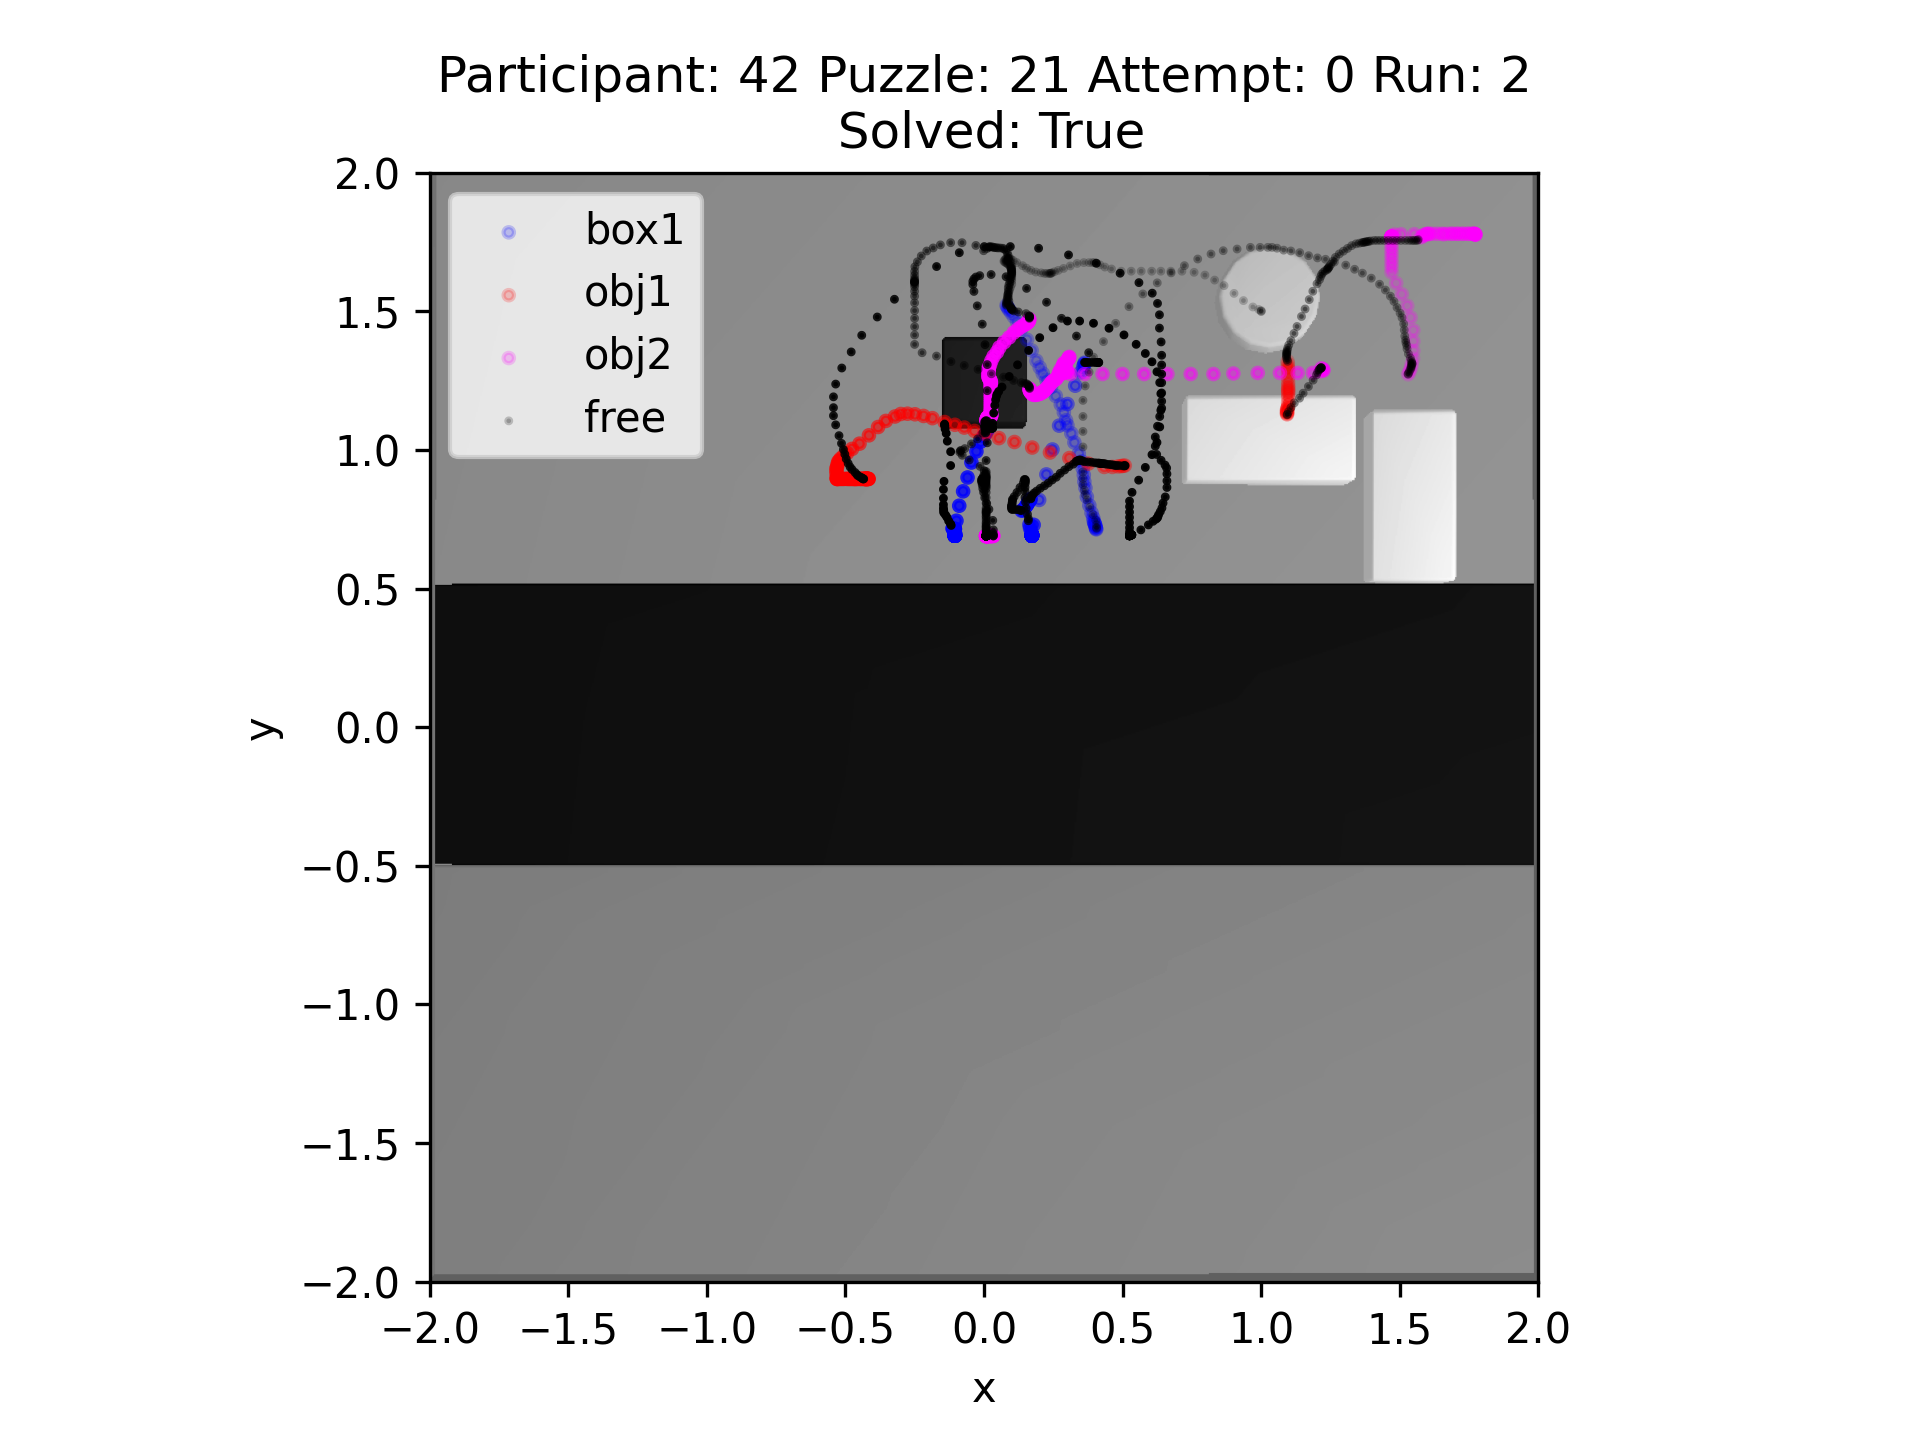 Participant: 42 Puzzle: 21 Attempt: 0 Run: 2
Solved: True
box1
obj1
obj2
free
2.0
1.5
1.0
0.5
0.0
−0.5
−1.0
−1.5
−2.0
y
−2.0 −1.5 −1.0 −0.5 0.0 0.5 1.0 1.5 2.0
x